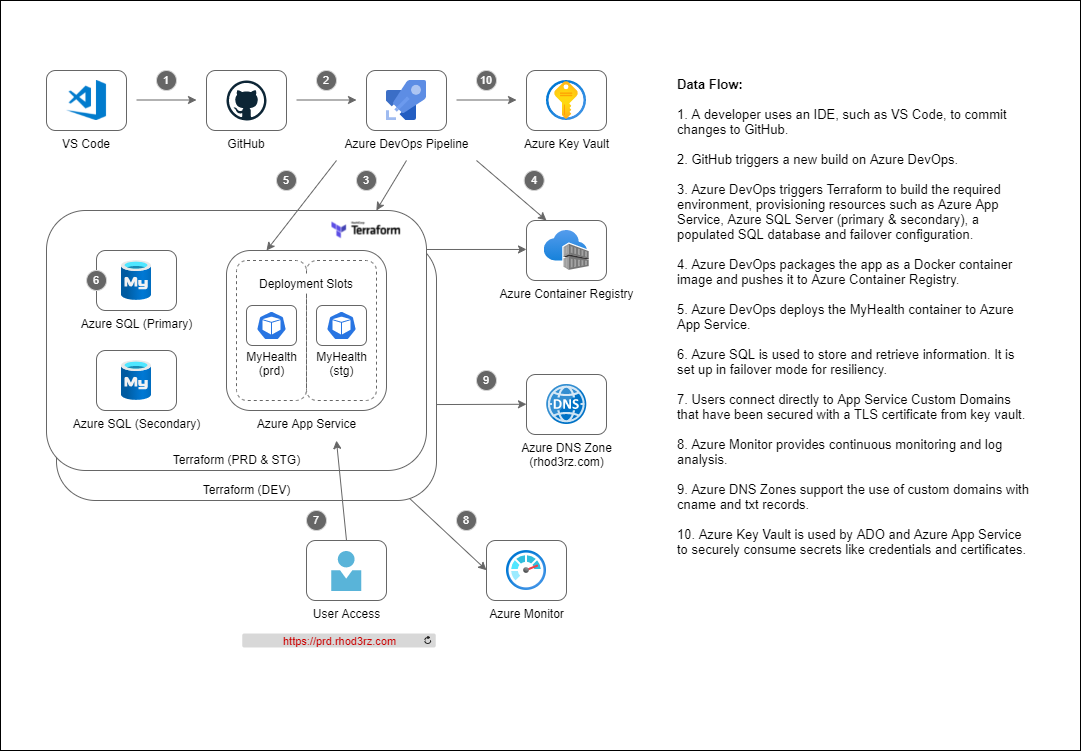 1
2
10
VS Code
GitHub
Azure DevOps Pipeline
Azure Key Vault
5
3
4
Terraform
Azure Container Registry
Deployment Slots
MyHealth
(prd)
MyHealth
(stg)
Azure App Service
6
My
Azure SQL (Primary)
My
Azure SQL (Secondary)
Terraform (PRD & STG)
Terraform (DEV)
9
DNS
Azure DNS Zone
(rhod3rz.com)
7
8
User Access
Azure Monitor
https://prd.rhod3rz.com
Data Flow:
1. A developer uses an IDE, such as VS Code, to commit
changes to GitHub.
2. GitHub triggers a new build on Azure DevOps.
3. Azure DevOps triggers Terraform to build the required
environment, provisioning resources such as Azure App
Service, Azure SQL Server (primary & secondary), a
populated SQL database and failover configuration.
4. Azure DevOps packages the app as a Docker container
image and pushes it to Azure Container Registry.
5. Azure DevOps deploys the MyHealth container to Azure
App Service.
6. Azure SQL is used to store and retrieve information. It is
set up in failover mode for resiliency.
7. Users connect directly to App Service Custom Domains
that have been secured with a TLS certificate from key vault.
8. Azure Monitor provides continuous monitoring and log
analysis.
9. Azure DNS Zones support the use of custom domains with
cname and txt records.
10. Azure Key Vault is used by ADO and Azure App Service
to securely consume secrets like credentials and certificates.